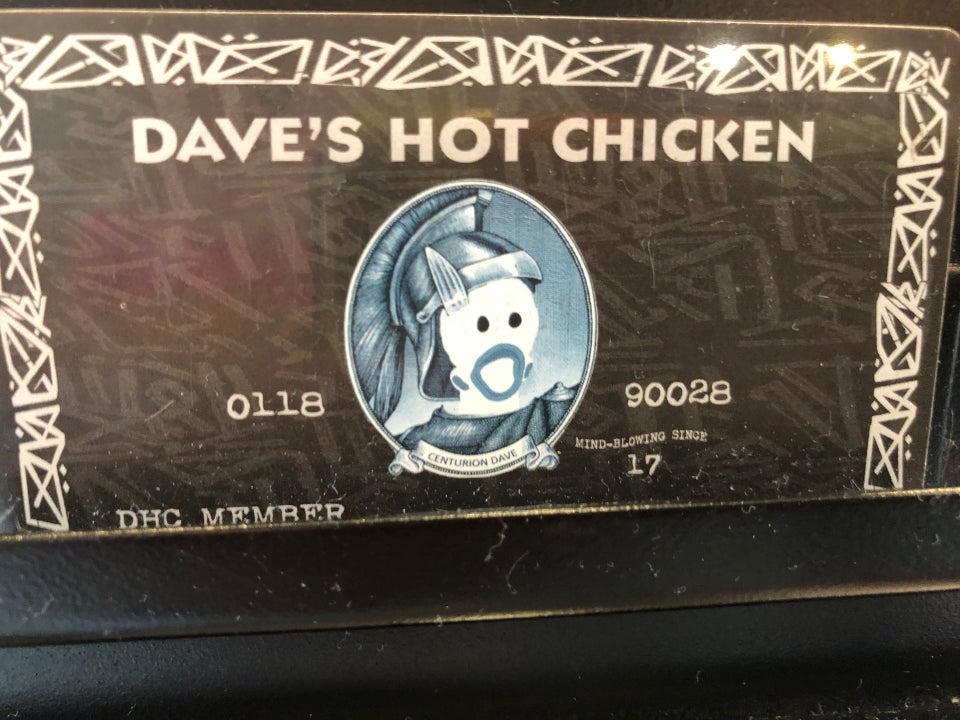 DAVE'S HOT CHICKEN
0118
90028
MIND-BLOWING SINCE
17
CENTURION DAVE
DHC MEMBER